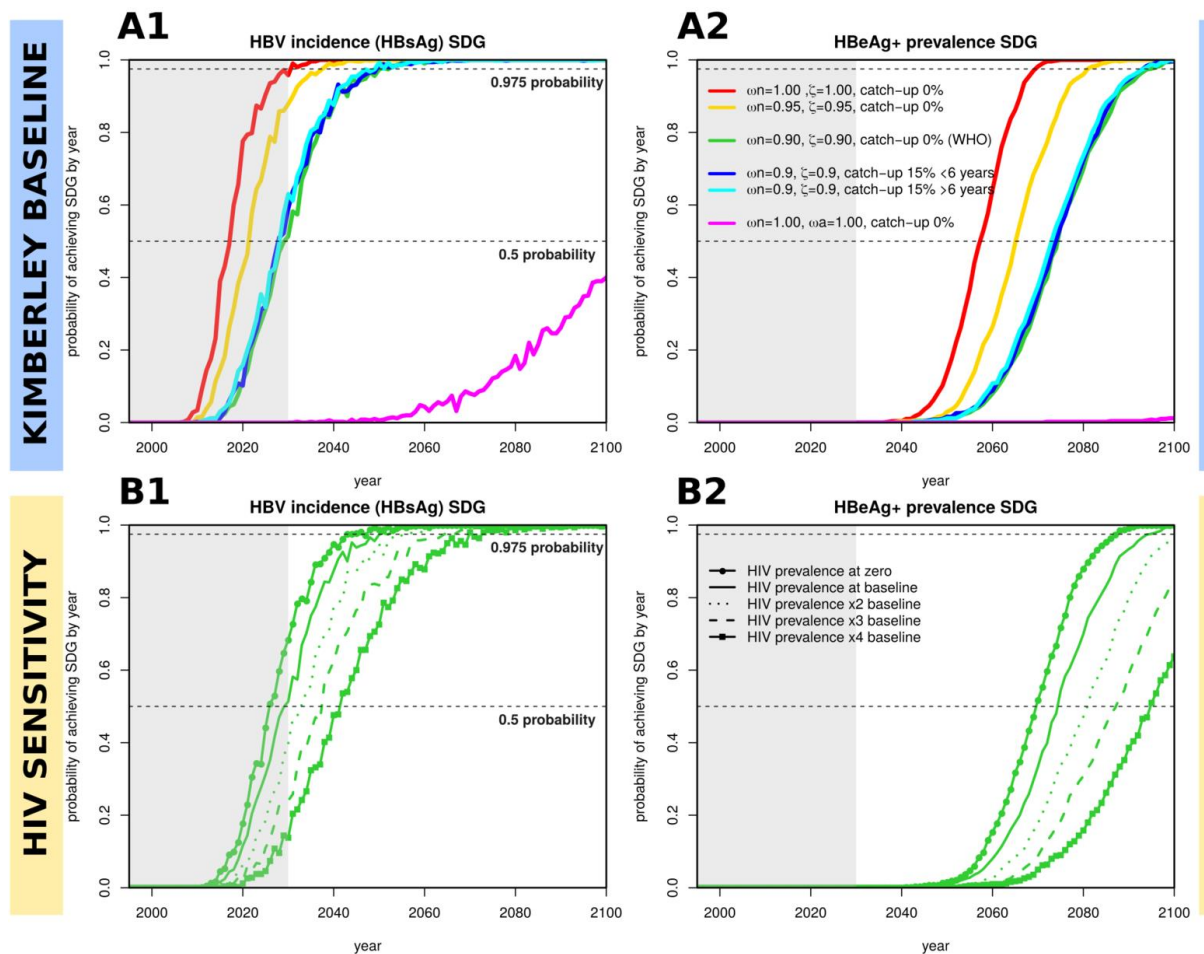 KIMBERLEY BASELINE
A1
HBV incidence (HBsAg) SDG
probability of achieving SDG by year
1.0
0.8
0.6
0.4
0.2
0.0
0.975 probability
0.5 probability
2000 2020 2040 2060 2080 2100
year
A2
HBeAg+ prevalence SDG
probability of achieving SDG by year
1.0
0.8
0.6
0.4
0.2
0.0
ωn=1.00 ,ζ=1.00, catch-up 0%
ωn=0.95, ζ=0.95, catch-up 0%
ωn=0.90, ζ=0.90, catch-up 0% (WHO)
ωn=0.9, ζ=0.9, catch-up 15% <6 years
ωn=0.9, ζ=0.9, catch-up 15% >6 years
ωn=1.00, ωa=1.00, catch-up 0%
2000 2020 2040 2060 2080 2100
year
HIV SENSITIVITY
B1
HBV incidence (HBsAg) SDG
probability of achieving SDG by year
1.0
0.8
0.6
0.4
0.2
0.0
0.975 probability
0.5 probability
2000 2020 2040 2060 2080 2100
year
B2
HBeAg+ prevalence SDG
probability of achieving SDG by year
1.0
0.8
0.6
0.4
0.2
0.0
HIV prevalence at zero
HIV prevalence at baseline
HIV prevalence x2 baseline
HIV prevalence x3 baseline
HIV prevalence x4 baseline
2000 2020 2040 2060 2080 2100
year